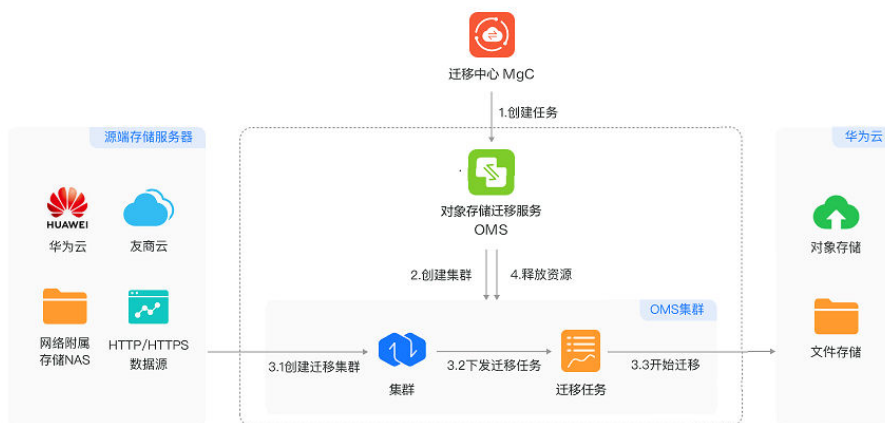 迁移中心 MgC
1.创建任务
源端存储服务器
华为云
HUAWEI
华为云
友商云
对象存储迁移服务
OMS
对象存储
2.创建集群
4.释放资源
OMS集群
网络附属
存储NAS
HTTP/HTTPS
数据源
3.1创建迁移集群
集群
3.2下发迁移任务
迁移任务
3.3开始迁移
文件存储